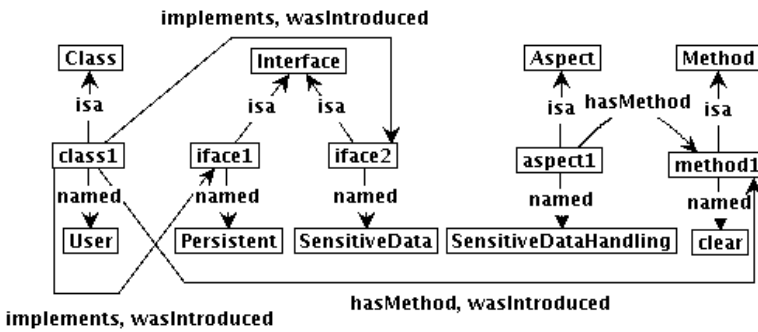 implements, wasIntroduced
Class
Interface
Aspect
Method
isa
isa
isa
isa
hasMethod
isa
class1
iface1
iface2
aspect1
method1
named
named
named
named
named
User
Persistent
SensitiveData
SensitiveDataHandling
clear
implements, wasIntroduced
hasMethod, wasIntroduced